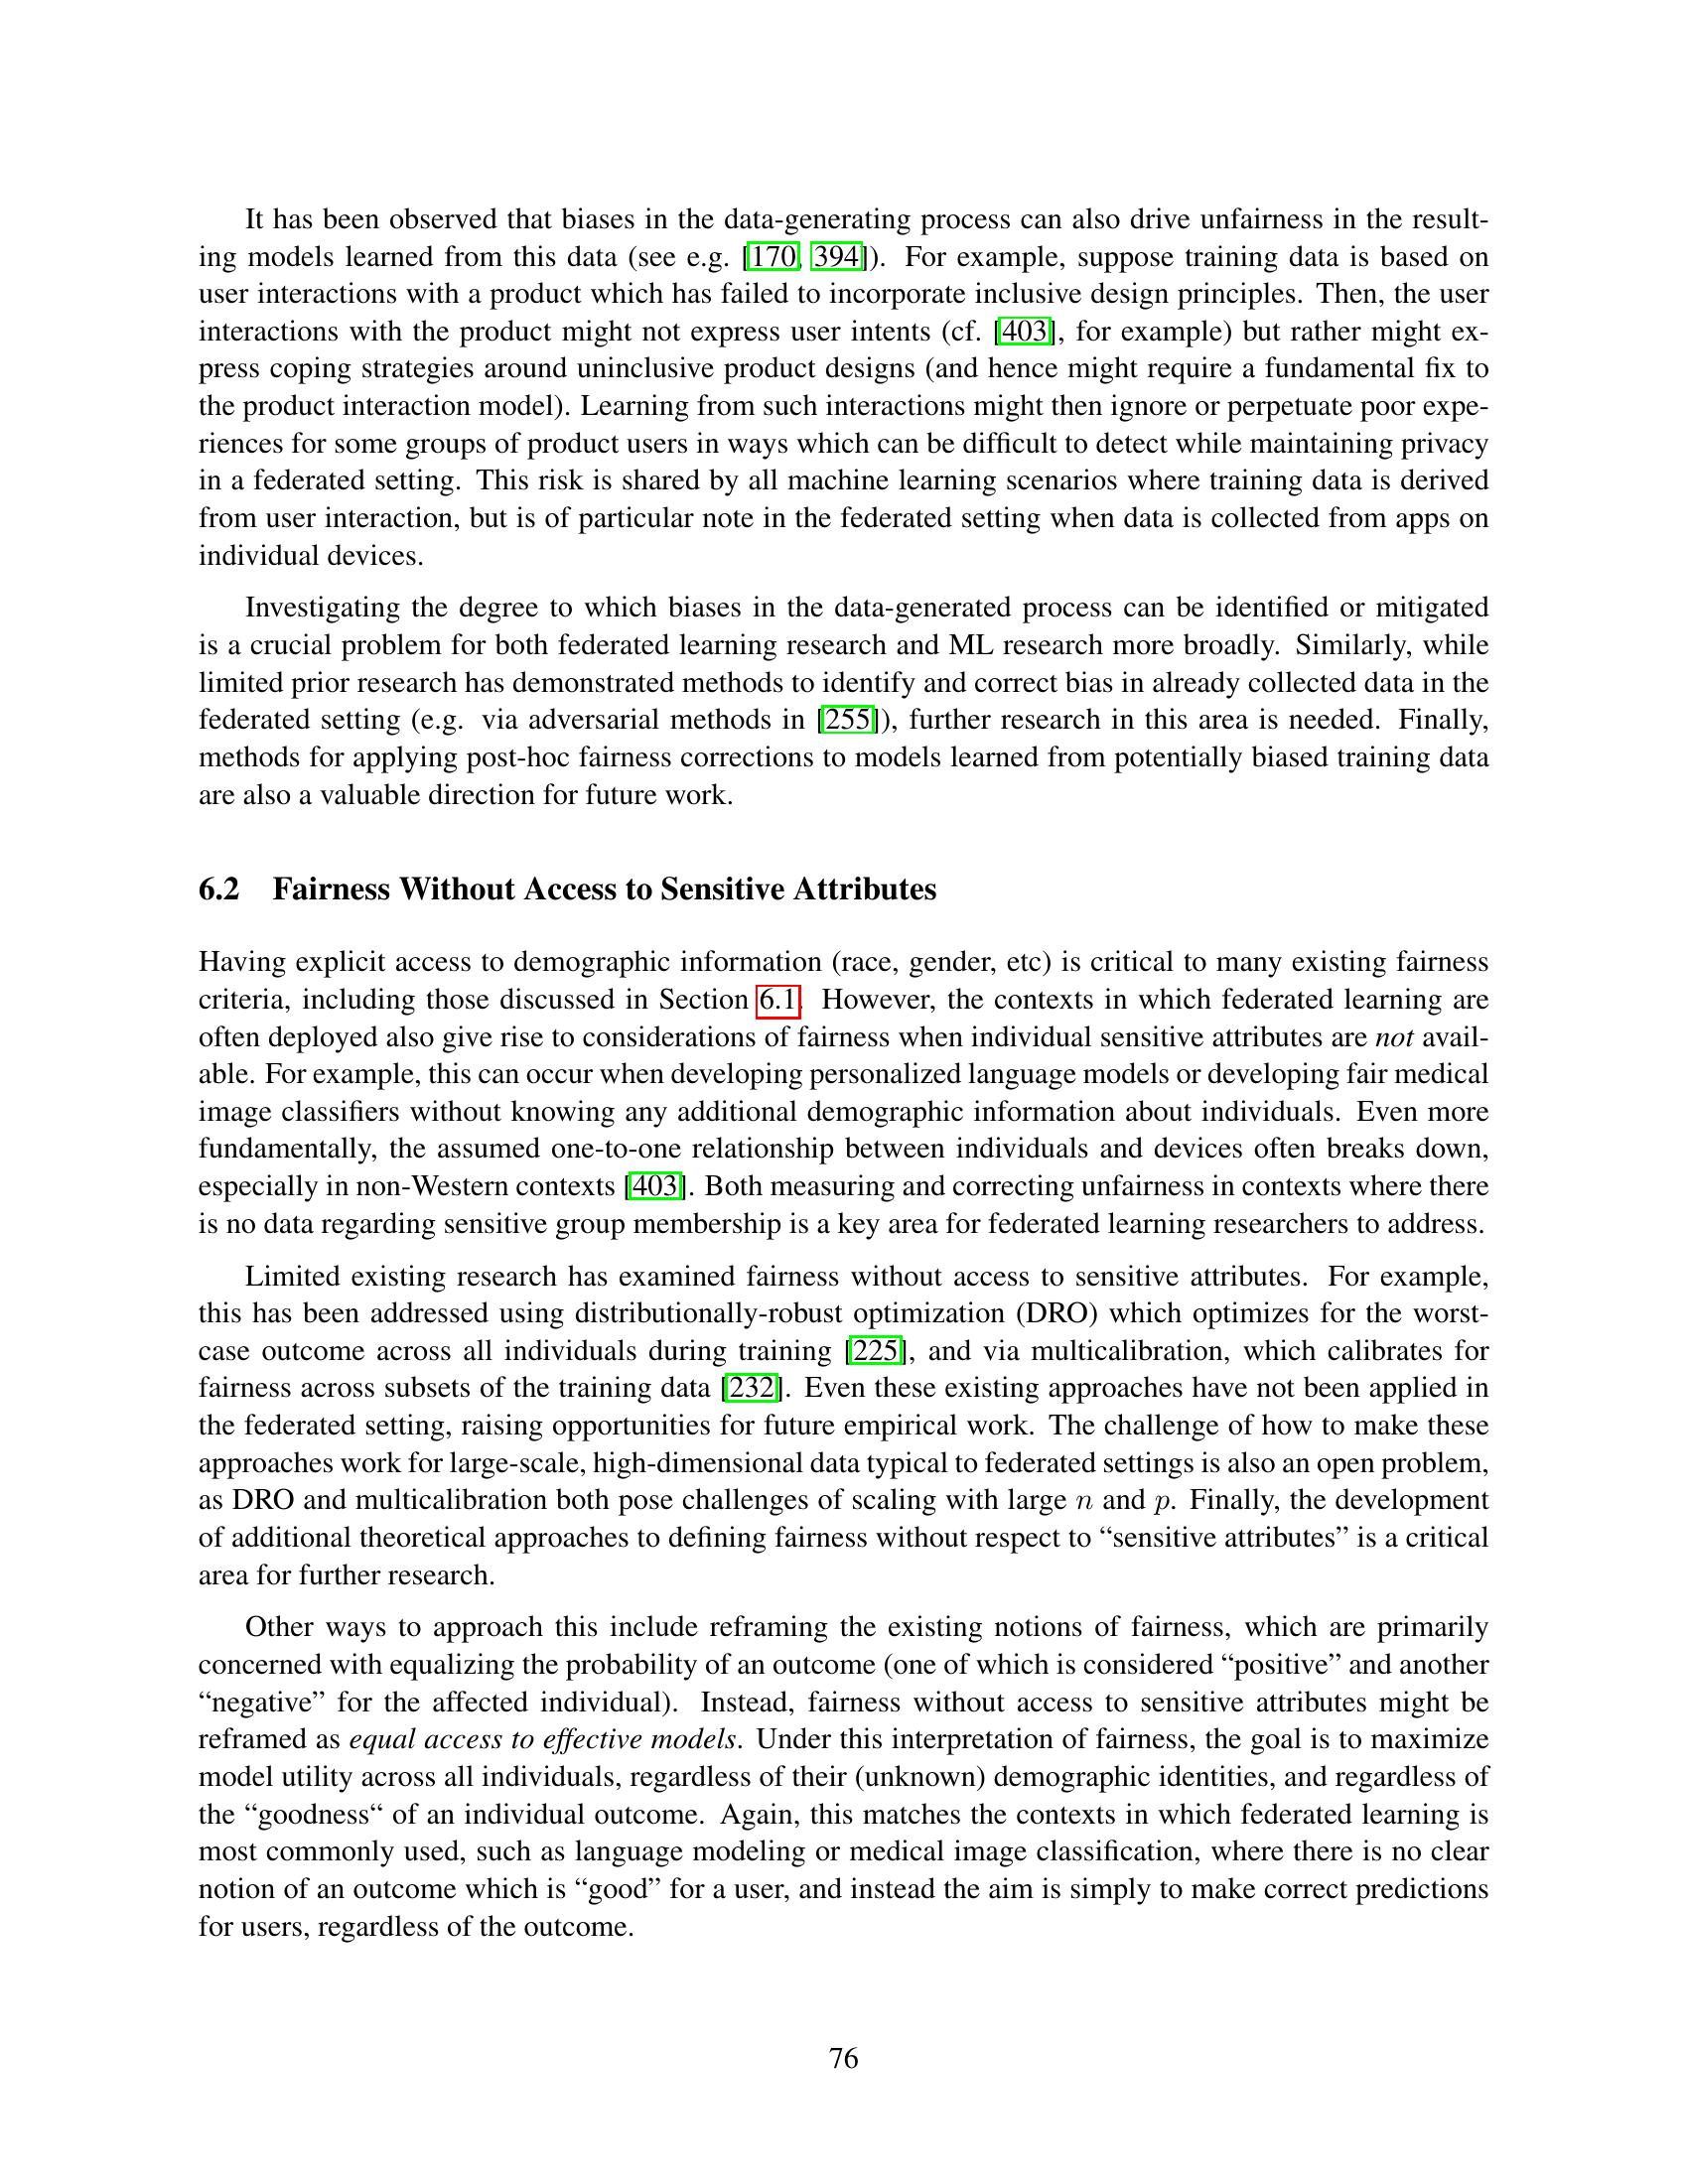 It has been observed that biases in the data-generating process can also drive unfairness in the result-
ing models learned from this data (see e.g. [170, 394]). For example, suppose training data is based on
user interactions with a product which has failed to incorporate inclusive design principles. Then, the user
interactions with the product might not express user intents (cf. [403], for example) but rather might ex-
press coping strategies around uninclusive product designs (and hence might require a fundamental fix to
the product interaction model). Learning from such interactions might then ignore or perpetuate poor expe-
riences for some groups of product users in ways which can be difficult to detect while maintaining privacy
in a federated setting. This risk is shared by all machine learning scenarios where training data is derived
from user interaction, but is of particular note in the federated setting when data is collected from apps on
individual devices.
Investigating the degree to which biases in the data-generated process can be identified or mitigated
is a crucial problem for both federated learning research and ML research more broadly. Similarly, while
limited prior research has demonstrated methods to identify and correct bias in already collected data in the
federated setting (e.g. via adversarial methods in [255]), further research in this area is needed. Finally,
methods for applying post-hoc fairness corrections to models learned from potentially biased training data
are also a valuable direction for future work.
6.2 Fairness Without Access to Sensitive Attributes
Having explicit access to demographic information (race, gender, etc) is critical to many existing fairness
criteria, including those discussed in Section 6.1. However, the contexts in which federated learning are
often deployed also give rise to considerations of fairness when individual sensitive attributes are not avail-
able. For example, this can occur when developing personalized language models or developing fair medical
image classifiers without knowing any additional demographic information about individuals. Even more
fundamentally, the assumed one-to-one relationship between individuals and devices often breaks down,
especially in non-Western contexts [403]. Both measuring and correcting unfairness in contexts where there
is no data regarding sensitive group membership is a key area for federated learning researchers to address.
Limited existing research has examined fairness without access to sensitive attributes. For example,
this has been addressed using distributionally-robust optimization (DRO) which optimizes for the worst-
case outcome across all individuals during training [225], and via multicalibration, which calibrates for
fairness across subsets of the training data [232]. Even these existing approaches have not been applied in
the federated setting, raising opportunities for future empirical work. The challenge of how to make these
approaches work for large-scale, high-dimensional data typical to federated settings is also an open problem,
as DRO and multicalibration both pose challenges of scaling with large n and p. Finally, the development
of additional theoretical approaches to defining fairness without respect to “sensitive attributes” is a critical
area for further research.
Other ways to approach this include reframing the existing notions of fairness, which are primarily
concerned with equalizing the probability of an outcome (one of which is considered “positive” and another
“negative” for the affected individual). Instead, fairness without access to sensitive attributes might be
reframed as equal access to effective models. Under this interpretation of fairness, the goal is to maximize
model utility across all individuals, regardless of their (unknown) demographic identities, and regardless of
the “goodness“ of an individual outcome. Again, this matches the contexts in which federated learning is
most commonly used, such as language modeling or medical image classification, where there is no clear
notion of an outcome which is “good” for a user, and instead the aim is simply to make correct predictions
for users, regardless of the outcome.
76